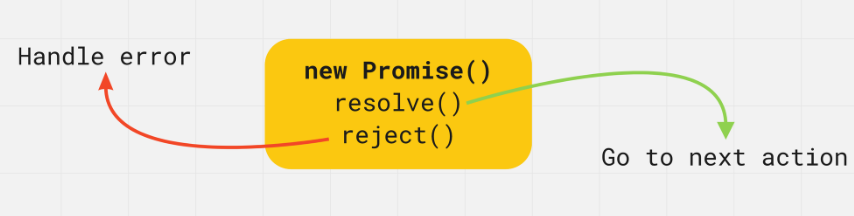 Handle error
new Promise()
resolve()
reject()
Go to next action